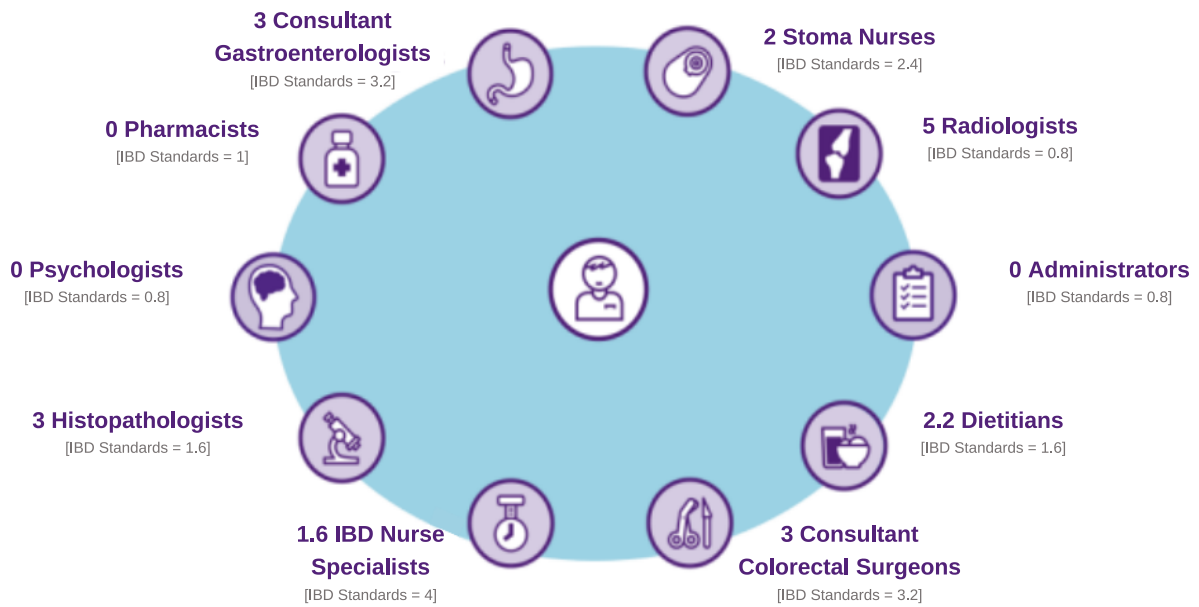 3 Consultant
Gastroenterologists
[IBD Standards = 3.2]
2 Stoma Nurses
[IBD Standards = 2.4]
0 Pharmacists
[IBD Standards = 1]
5 Radiologists
[IBD Standards = 0.8]
0 Psychologists
[IBD Standards = 0.8]
0 Administrators
[IBD Standards = 0.8]
3 Histopathologists
[IBD Standards = 1.6]
2.2 Dietitians
[IBD Standards = 1.6]
1.6 IBD Nurse
Specialists
[IBD Standards = 4]
3 Consultant
Colorectal Surgeons
[IBD Standards = 3.2]